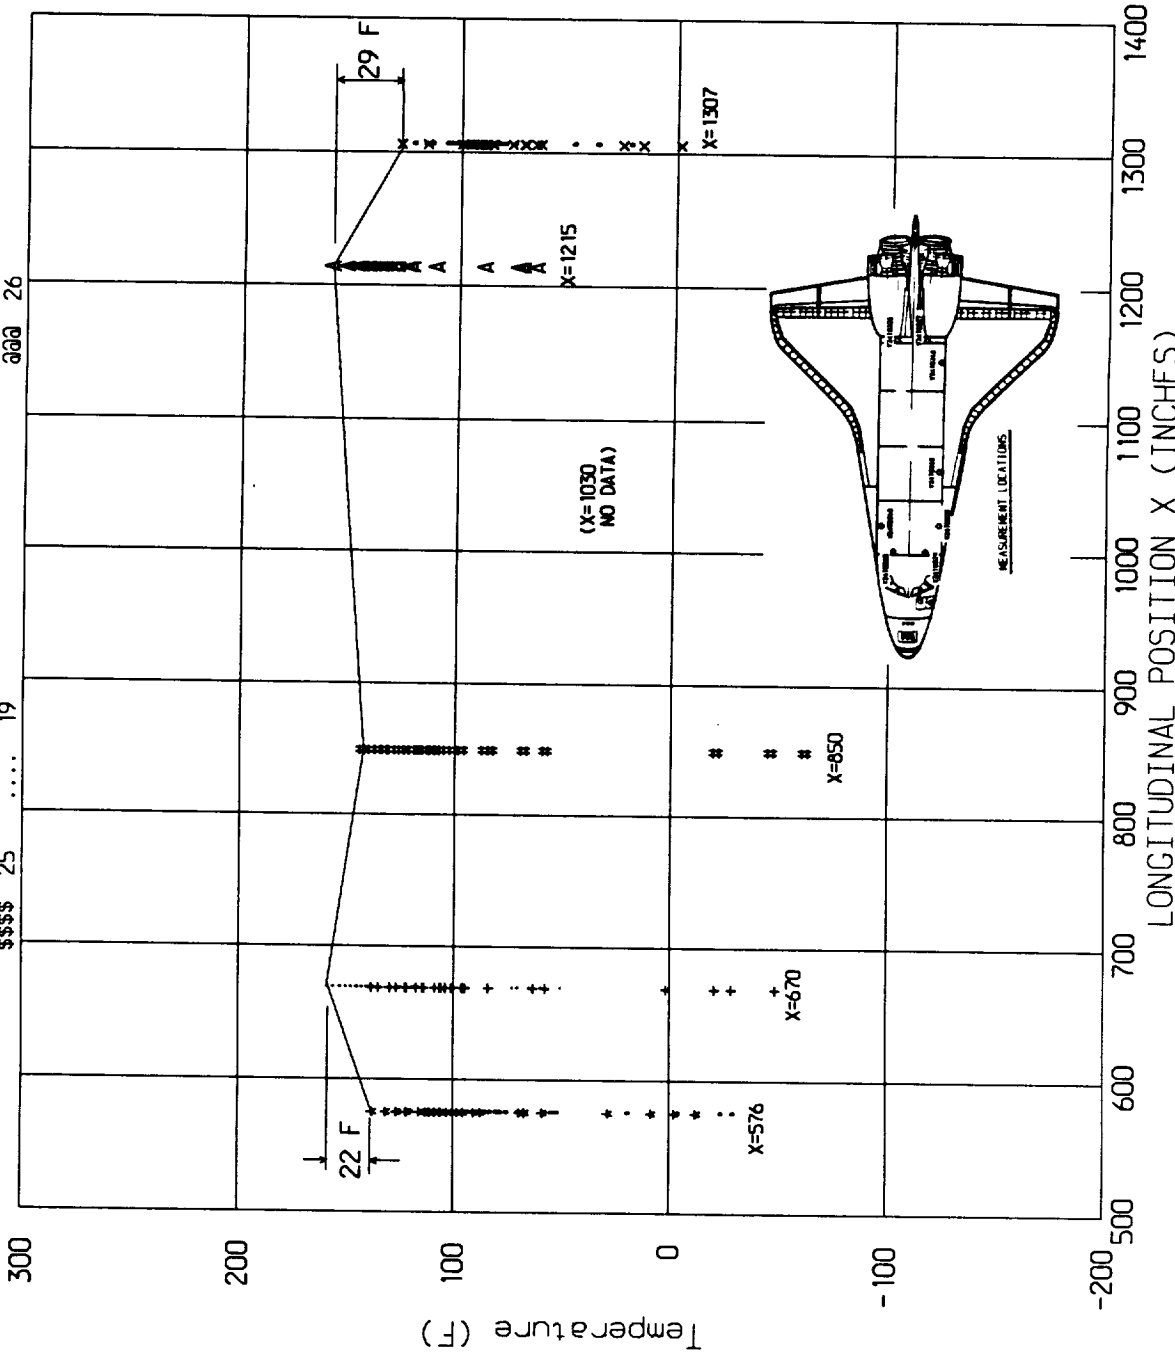 $$$$ 25 .... 19 @@@ 26
300
200
100
0
-100
-200
Temperature (F)
22 F
29 F
X=576
X=670
X=850
(X=1030
NO DATA)
X=1215
X=1307
MEASUREMENT LOCATIONS
500 600 700 800 900 1000 1100 1200 1300 1400
LONGITUDINAL POSITION X (INCHES)